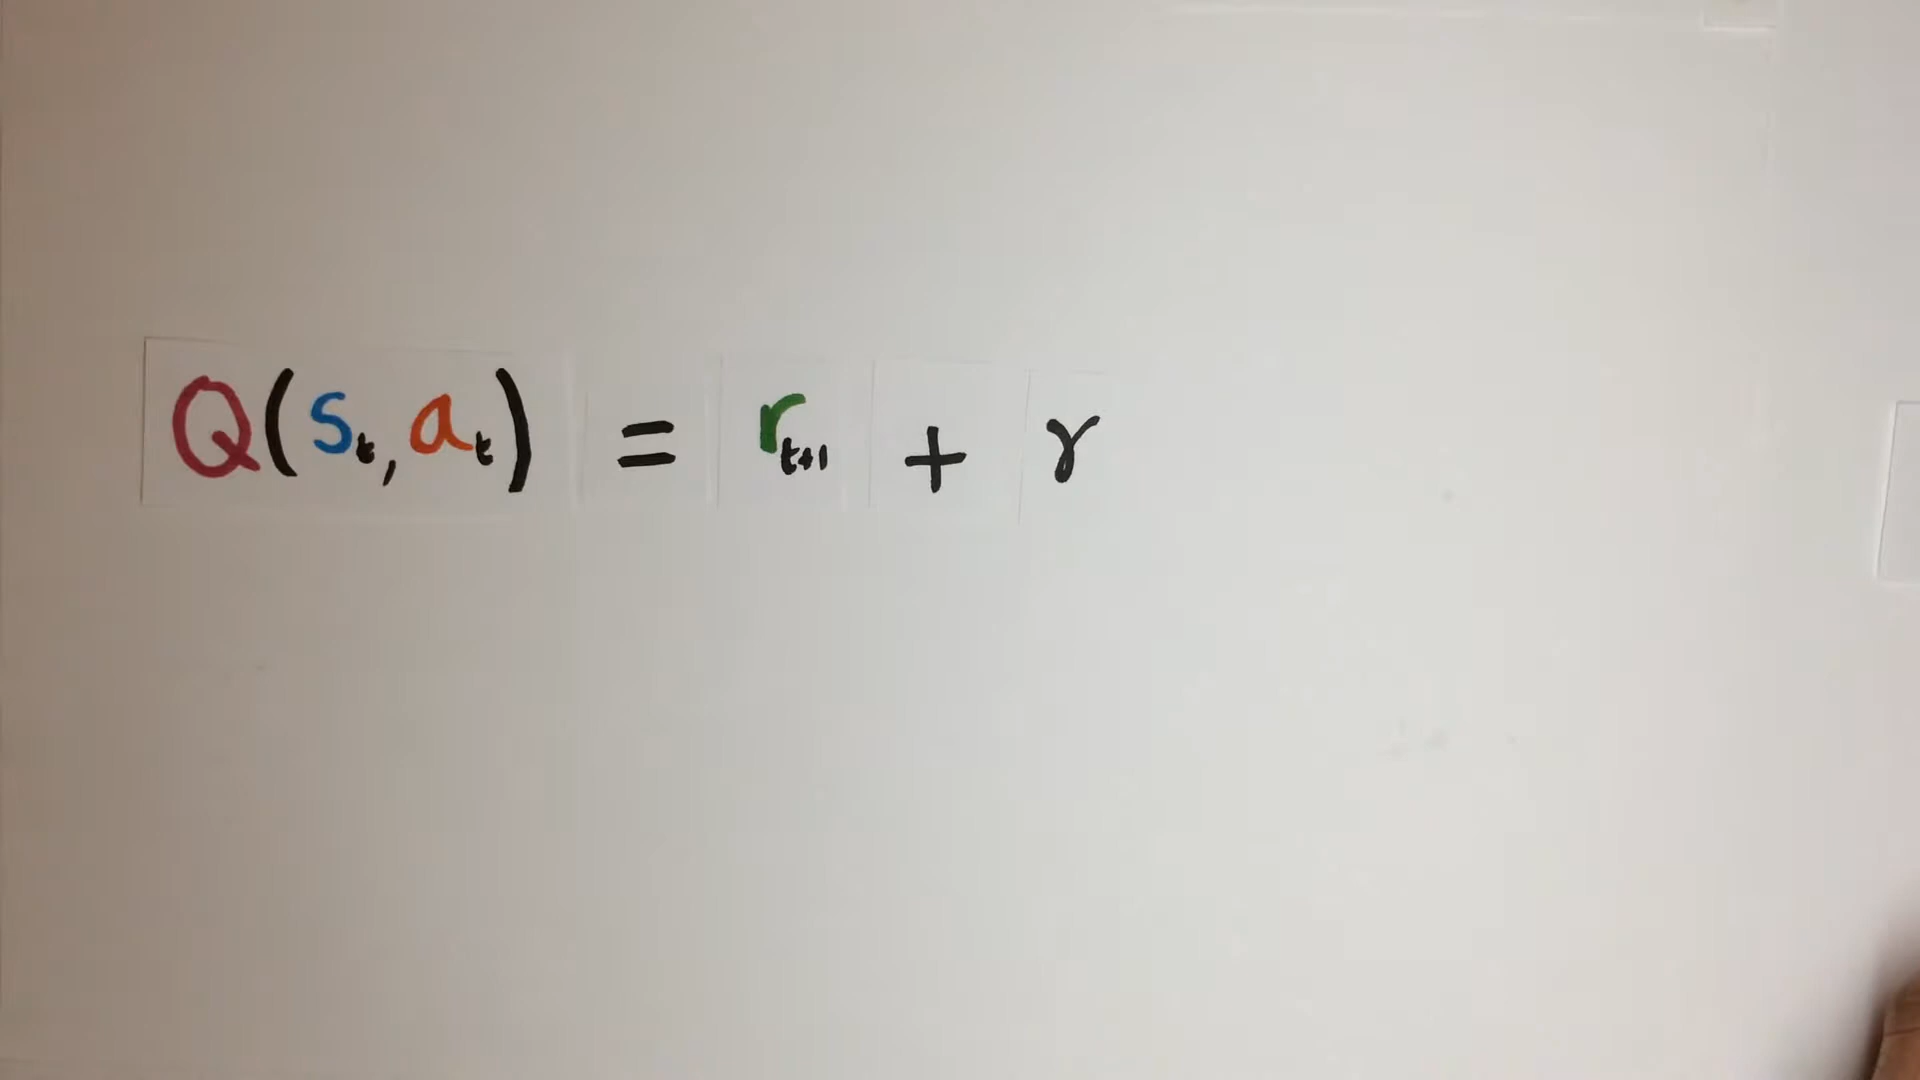 Q(sₜ, aₜ) = rₜ₊₁ + γ